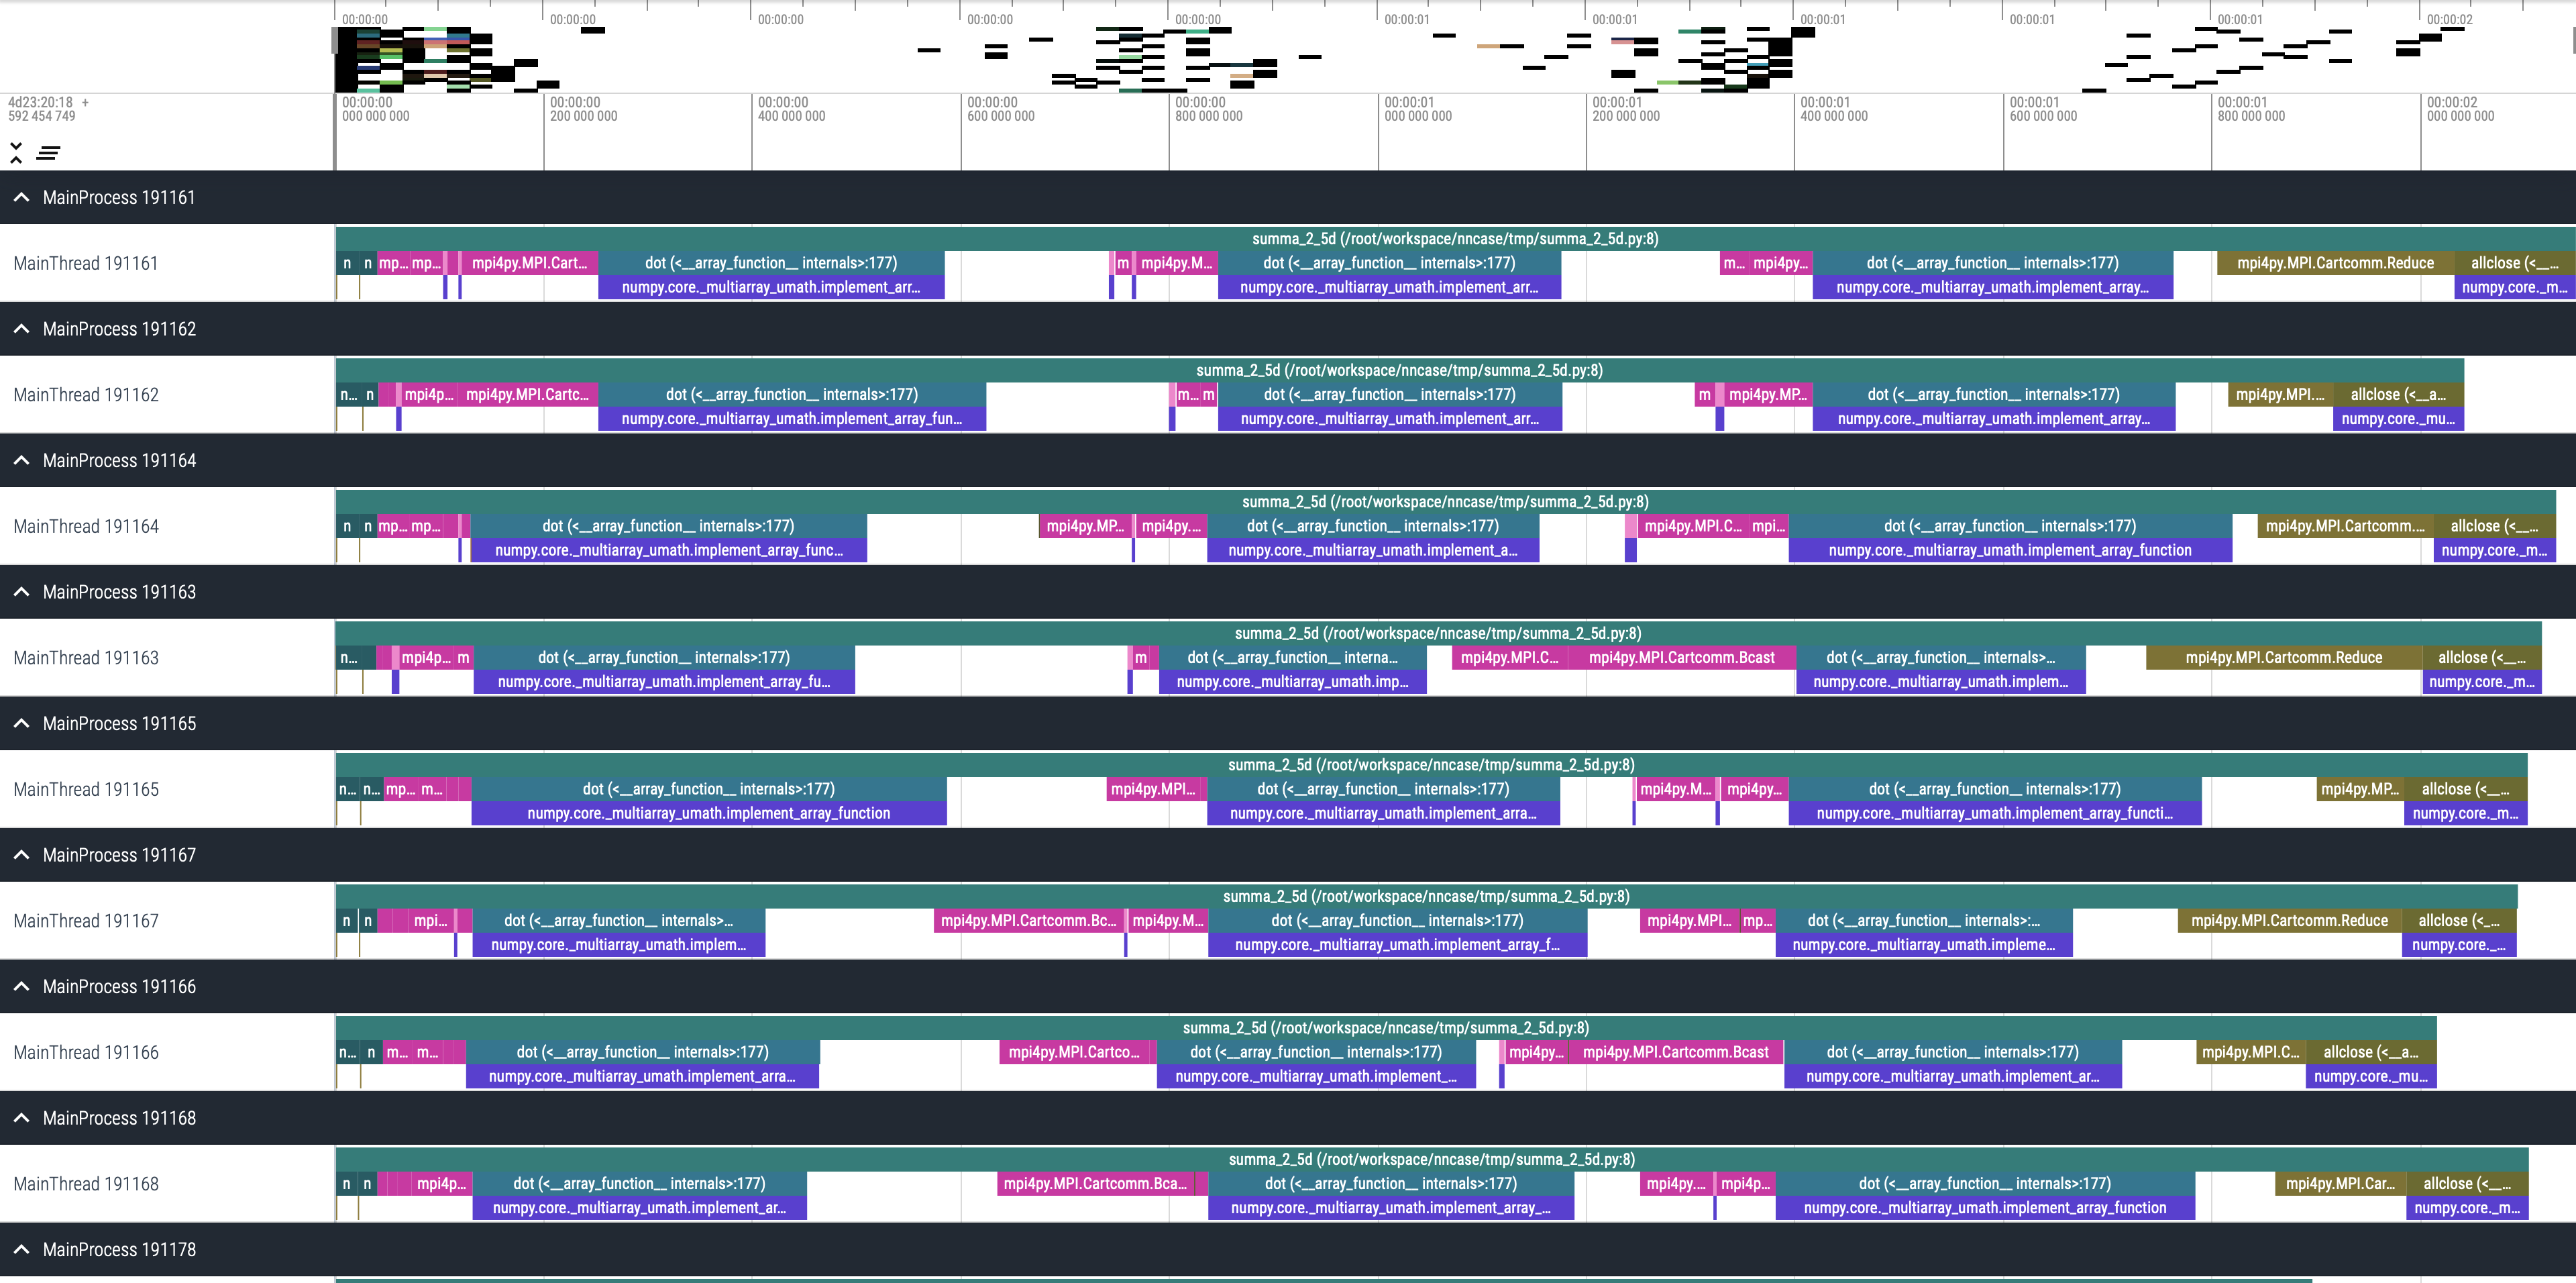 00:00:00 00:00:00 00:00:00 00:00:00 00:00:00 00:00:01 00:00:01 00:00:01 00:00:01 00:00:01 00:00:02
4d23:20:18 + 00:00:00 00:00:00 00:00:00 00:00:00 00:00:00 00:00:01 00:00:01 00:00:01 00:00:01 00:00:01 00:00:02
592 454 749 000 000 000 200 000 000 400 000 000 600 000 000 800 000 000 000 000 000 200 000 000 400 000 000 600 000 000 800 000 000 000 000 000
MainProcess 191161
summa_2_5d (/root/workspace/nncase/tmp/summa_2_5d.py:8)
MainThread 191161 n n mp... mp... mpi4py.MPI.Cart... dot (<__array_function__ internals>:177) m mpi4py.M... dot (<__array_function__ internals>:177) m... mpi4py... dot (<__array_function__ internals>:177) mpi4py.MPI.Cartcomm.Reduce allclose (<__...
numpy.core._multiarray_umath.implement_arr... numpy.core._multiarray_umath.implement_arr... numpy.core._multiarray_umath.implement_array... numpy.core._m...
MainProcess 191162
summa_2_5d (/root/workspace/nncase/tmp/summa_2_5d.py:8)
MainThread 191162 n... n mpi4p... mpi4py.MPI.Cartc... dot (<__array_function__ internals>:177) m... m dot (<__array_function__ internals>:177) m mpi4py.MP... dot (<__array_function__ internals>:177) mpi4py.MPI.... allclose (<__a...
numpy.core._multiarray_umath.implement_array_fun... numpy.core._multiarray_umath.implement_arr... numpy.core._multiarray_umath.implement_array... numpy.core._mu...
MainProcess 191164
summa_2_5d (/root/workspace/nncase/tmp/summa_2_5d.py:8)
MainThread 191164 n n mp... mp... dot (<__array_function__ internals>:177) mpi4py.MP... mpi4py.... dot (<__array_function__ internals>:177) mpi4py.MPI.C... mpi... dot (<__array_function__ internals>:177) mpi4py.MPI.Cartcomm.... allclose (<__...
numpy.core._multiarray_umath.implement_array_func... numpy.core._multiarray_umath.implement_a... numpy.core._multiarray_umath.implement_array_function numpy.core._m...
MainProcess 191163
summa_2_5d (/root/workspace/nncase/tmp/summa_2_5d.py:8)
MainThread 191163 n... mpi4p... m dot (<__array_function__ internals>:177) m dot (<__array_function__ interna... mpi4py.MPI.C... mpi4py.MPI.Cartcomm.Bcast dot (<__array_function__ internals>... mpi4py.MPI.Cartcomm.Reduce allclose (<__...
numpy.core._multiarray_umath.implement_array_fu... numpy.core._multiarray_umath.imp... numpy.core._multiarray_umath.implem... numpy.core._m...
MainProcess 191165
summa_2_5d (/root/workspace/nncase/tmp/summa_2_5d.py:8)
MainThread 191165 n... n... mp... m... dot (<__array_function__ internals>:177) mpi4py.MPI... dot (<__array_function__ internals>:177) mpi4py.M... mpi4py... dot (<__array_function__ internals>:177) mpi4py.MP... allclose (<__...
numpy.core._multiarray_umath.implement_array_function numpy.core._multiarray_umath.implement_arra... numpy.core._multiarray_umath.implement_array_functi... numpy.core._m...
MainProcess 191167
summa_2_5d (/root/workspace/nncase/tmp/summa_2_5d.py:8)
MainThread 191167 n n mpi... dot (<__array_function__ internals>... mpi4py.MPI.Cartcomm.Bc... mpi4py.M... dot (<__array_function__ internals>:177) mpi4py.MPI... mp... dot (<__array_function__ internals>:... mpi4py.MPI.Cartcomm.Reduce allclose (<__...
numpy.core._multiarray_umath.implem... numpy.core._multiarray_umath.implement_array_f... numpy.core._multiarray_umath.impleme... numpy.core._...
MainProcess 191166
summa_2_5d (/root/workspace/nncase/tmp/summa_2_5d.py:8)
MainThread 191166 n... n m... m... dot (<__array_function__ internals>:177) mpi4py.MPI.Cartco... dot (<__array_function__ internals>:177) mpi4py... mpi4py.MPI.Cartcomm.Bcast dot (<__array_function__ internals>:177) mpi4py.MPI.C... allclose (<__a...
numpy.core._multiarray_umath.implement_arra... numpy.core._multiarray_umath.implement_... numpy.core._multiarray_umath.implement_ar... numpy.core._mu...
MainProcess 191168
summa_2_5d (/root/workspace/nncase/tmp/summa_2_5d.py:8)
MainThread 191168 n n mpi4p... dot (<__array_function__ internals>:177) mpi4py.MPI.Cartcomm.Bca... dot (<__array_function__ internals>:177) mpi4py.... mpi4p... dot (<__array_function__ internals>:177) mpi4py.MPI.Car... allclose (<__...
numpy.core._multiarray_umath.implement_ar... numpy.core._multiarray_umath.implement_array_... numpy.core._multiarray_umath.implement_array_function numpy.core._m...
MainProcess 191178